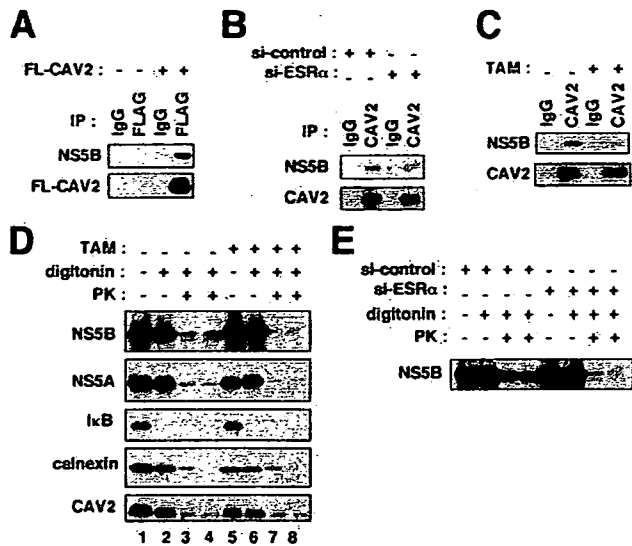 A
FL-CAV2 : - - + +
IP : IgG FLAG IgG FLAG
NS5B
FL-CAV2
B
si-control : + + - -
si-ESRα : - - + +
IP : IgG CAV2 IgG CAV2
NS5B
CAV2
C
TAM : - - + +
IgG CAV2 IgG CAV2
NS5B
CAV2
D
TAM : - - - - + + + +
digitonin : - + + + - + + +
PK : - - + + - - + +
NS5B
NS5A
IκB
calnexin
CAV2
1 2 3 4 5 6 7 8
E
si-control : + + + + - - - -
si-ESRα : - - - - + + + +
digitonin : - + + + - + + +
PK : - - + + - - + +
NS5B